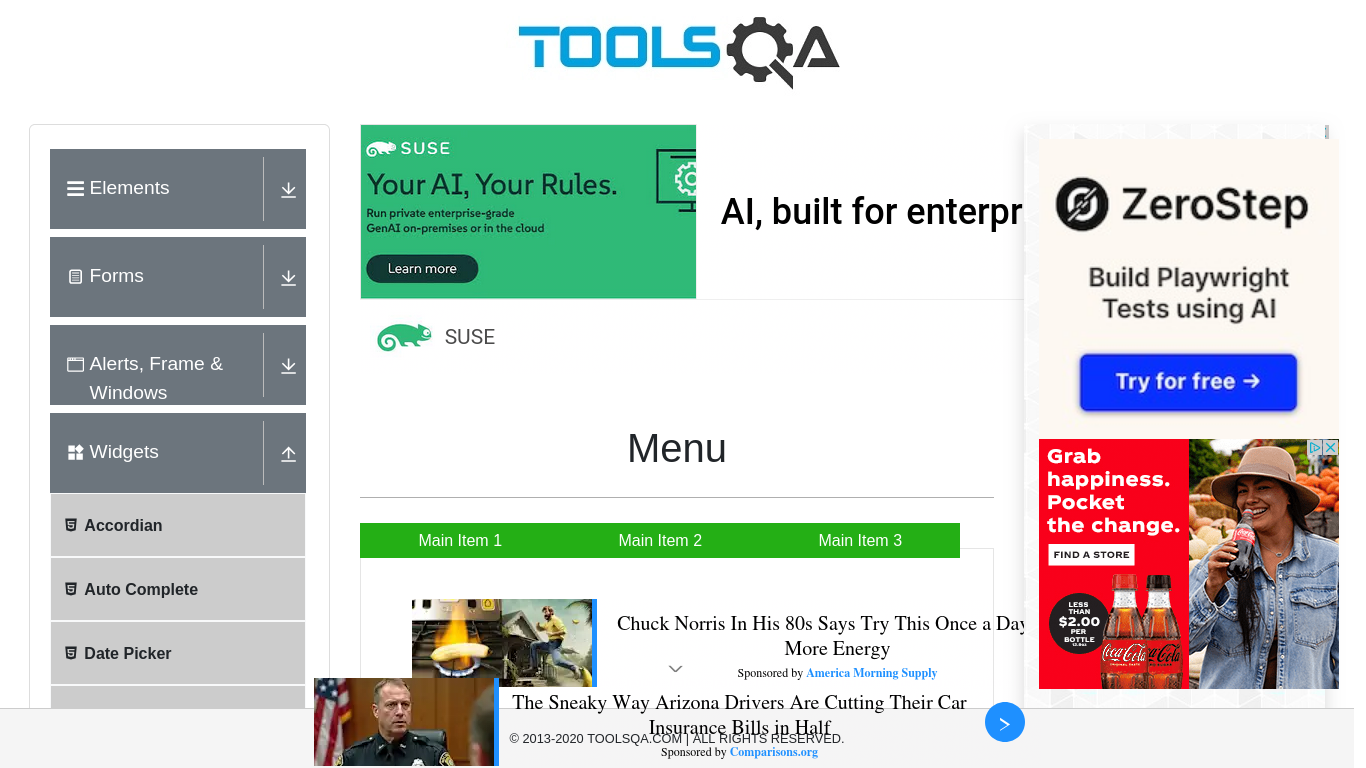 TOOLSQA
Elements
Forms
Alerts, Frame &
Windows
Widgets
Accordian
Auto Complete
Date Picker
SUSE
Your AI, Your Rules.
Run private enterprise-grade
GenAI on-premises or in the cloud
Learn more
AI, built for enterpr
SUSE
Menu
Main Item 1
Main Item 2
Main Item 3
Chuck Norris In His 80s Says Try This Once a Day
More Energy
Sponsored by America Morning Supply
The Sneaky Way Arizona Drivers Are Cutting Their Car
Insurance Bills in Half
Sponsored by Comparisons.org
© 2013-2020 TOOLSQA.COM | ALL RIGHTS RESERVED.
ZeroStep
Build Playwright
Tests using AI
Try for free →
Grab
happiness.
Pocket
the change.
FIND A STORE
LESS
THAN
$2.00
PER
BOTTLE
Coca-Cola
Coca-Cola